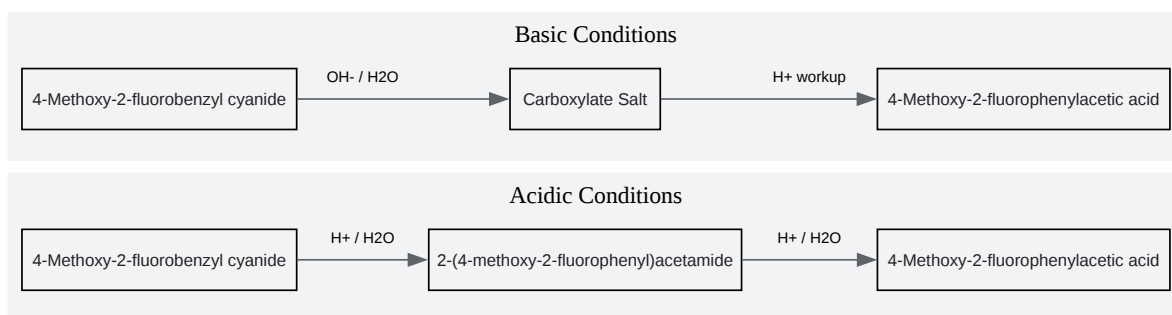 Basic Conditions
4-Methoxy-2-fluorobenzyl cyanide
OH- / H2O
Carboxylate Salt
H+ workup
4-Methoxy-2-fluorophenylacetic acid
Acidic Conditions
4-Methoxy-2-fluorobenzyl cyanide
H+ / H2O
2-(4-methoxy-2-fluorophenyl)acetamide
H+ / H2O
4-Methoxy-2-fluorophenylacetic acid